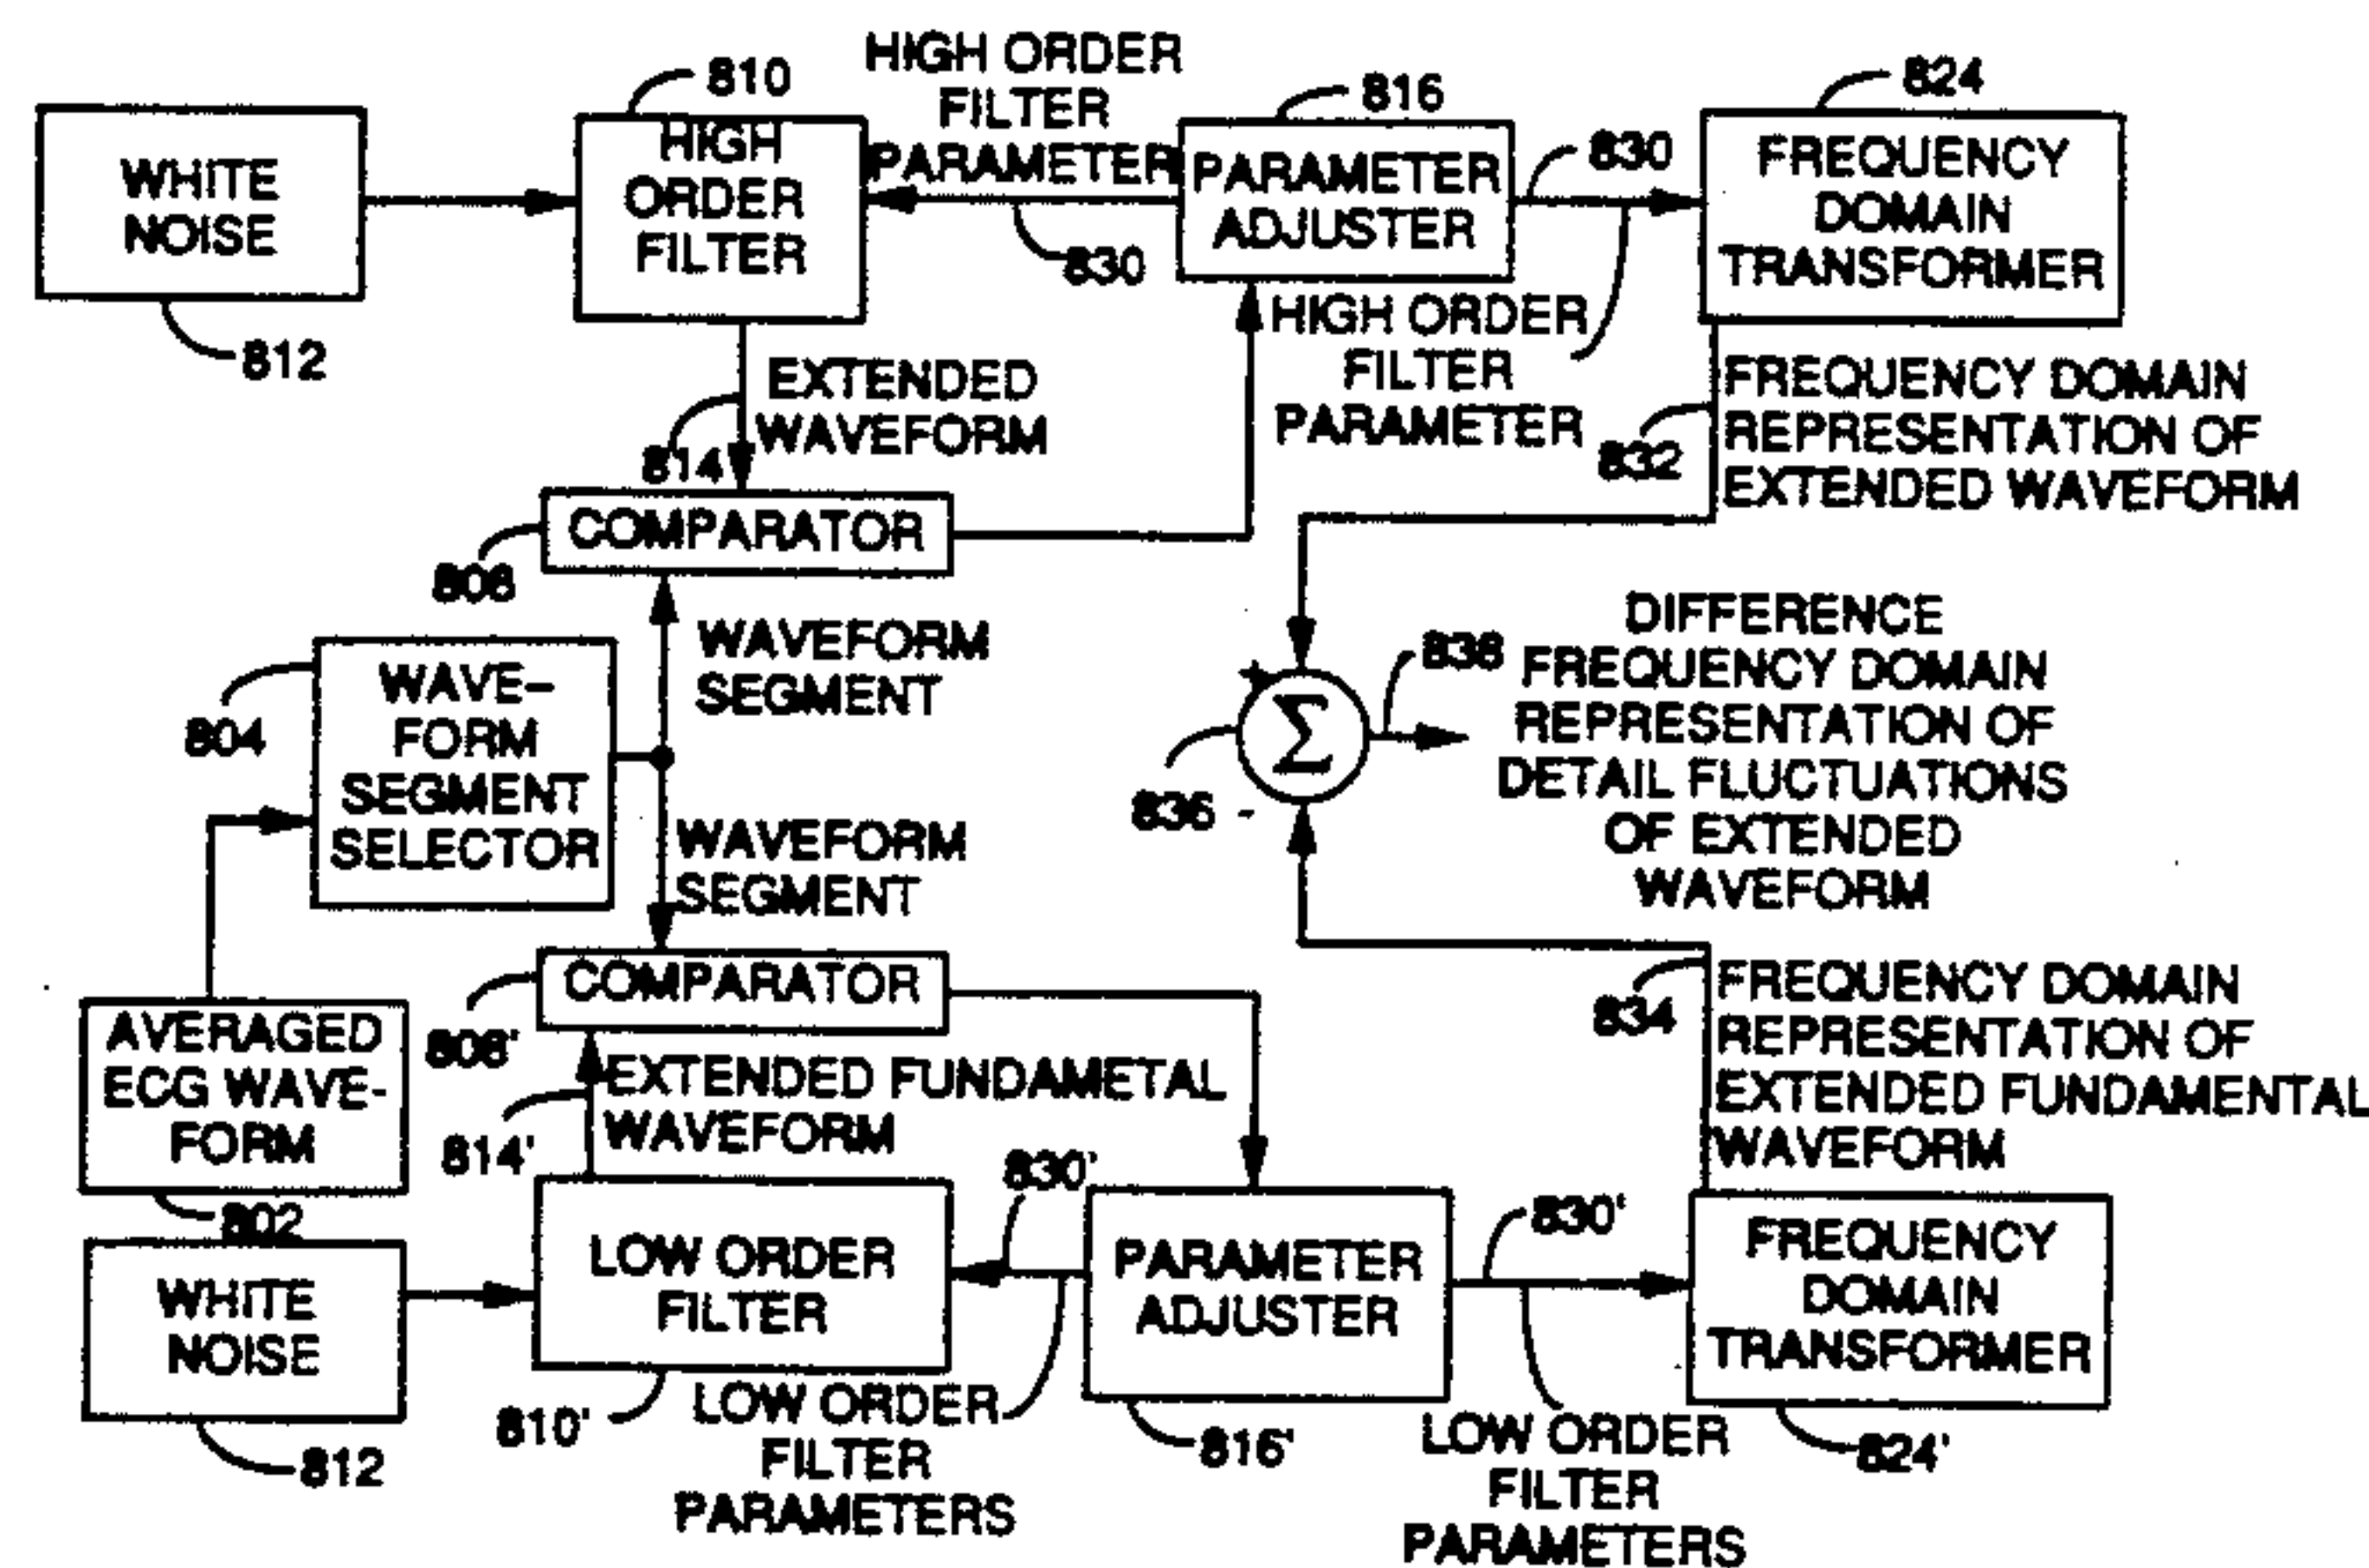 810
HIGH ORDER
FILTER
PARAMETER
816
824
WHITE
NOISE
812
HIGH
ORDER
FILTER
830
PARAMETER
ADJUSTER
830
FREQUENCY
DOMAIN
TRANSFORMER
HIGH ORDER
FILTER
PARAMETER
EXTENDED
WAVEFORM
814
832
FREQUENCY DOMAIN
REPRESENTATION OF
EXTENDED WAVEFORM
COMPARATOR
808
WAVEFORM
SEGMENT
804
WAVE-
FORM
SEGMENT
SELECTOR
WAVEFORM
SEGMENT
+
Σ
836 -
838
DIFFERENCE
FREQUENCY DOMAIN
REPRESENTATION OF
DETAIL FLUCTUATIONS
OF EXTENDED
WAVEFORM
COMPARATOR
808'
AVERAGED
ECG WAVE-
FORM
802
814'
EXTENDED FUNDAMETAL
WAVEFORM
834
FREQUENCY DOMAIN
REPRESENTATION OF
EXTENDED FUNDAMENTAL
WAVEFORM
WHITE
NOISE
812
LOW ORDER
FILTER
810'
830'
LOW ORDER
FILTER
PARAMETERS
PARAMETER
ADJUSTER
816'
830'
LOW ORDER
FILTER
PARAMETERS
FREQUENCY
DOMAIN
TRANSFORMER
824'